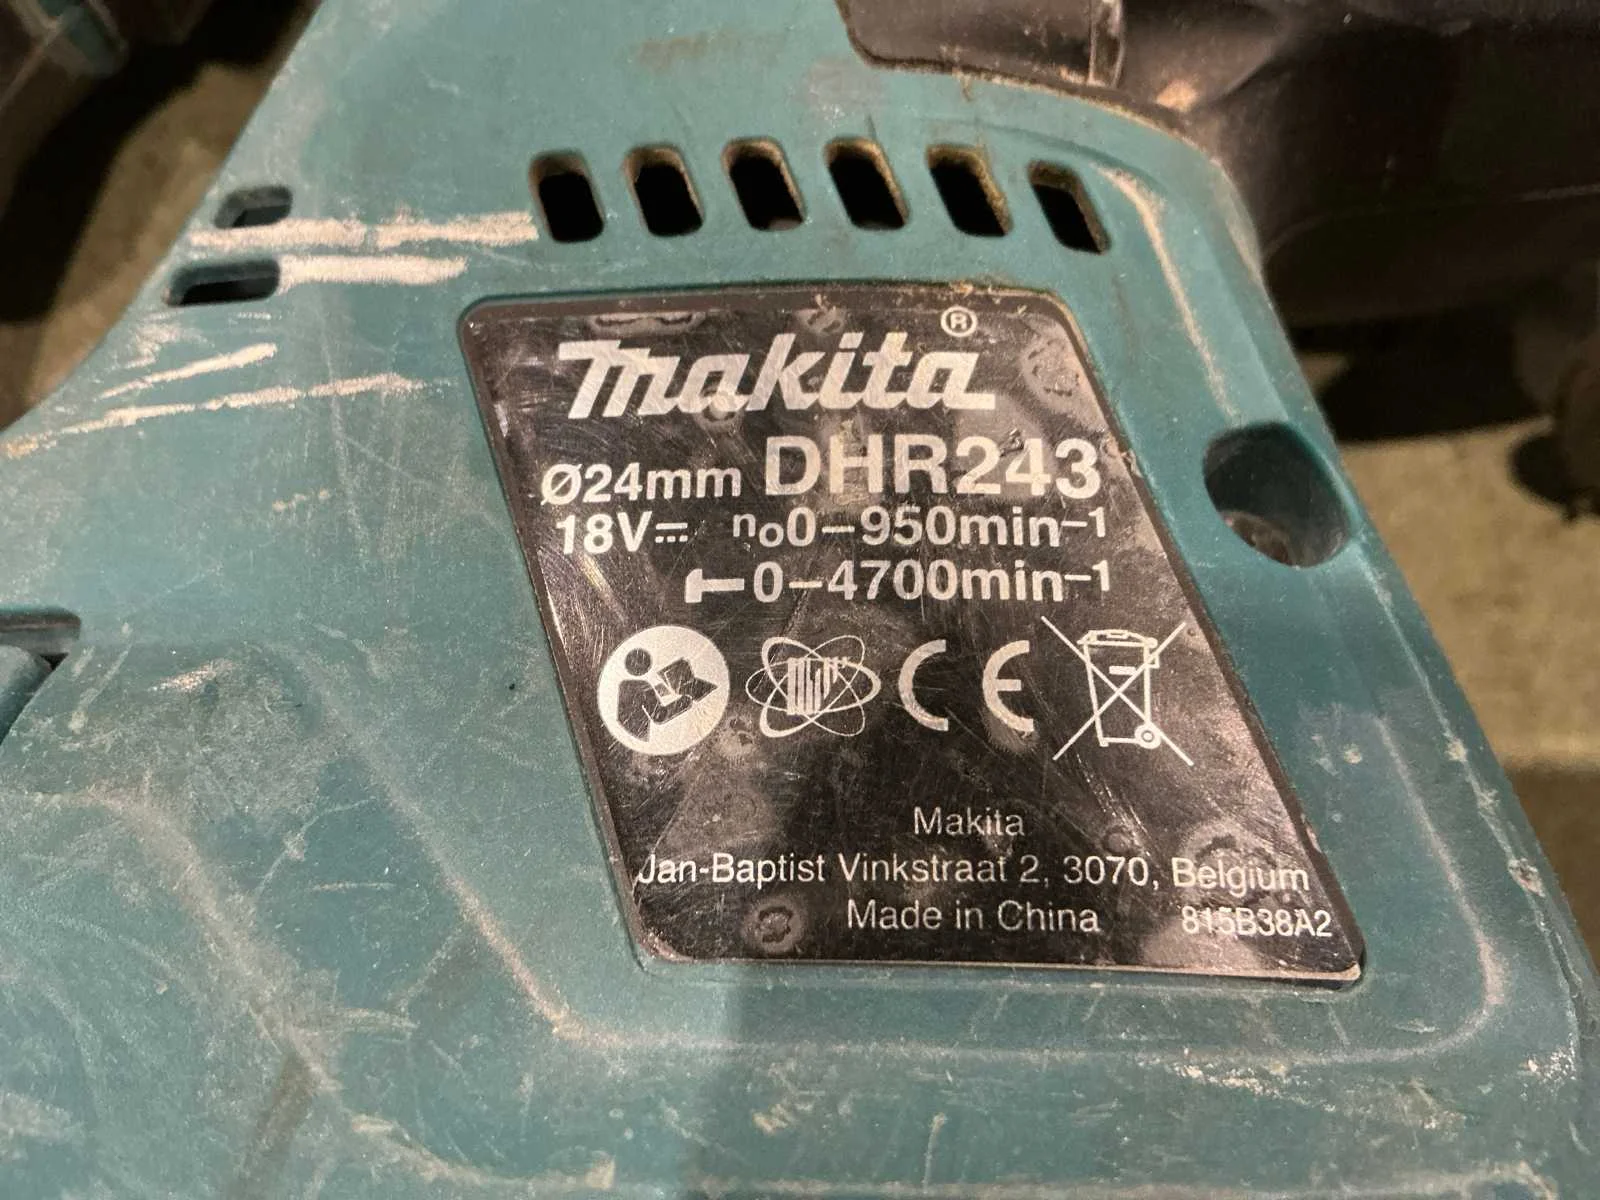 makita®
Ø24mm DHR243
18V⎓ n₀0–950min–1
0–4700min–1
CE
Makita
Jan-Baptist Vinkstraat 2, 3070, Belgium
Made in China 815B38A2